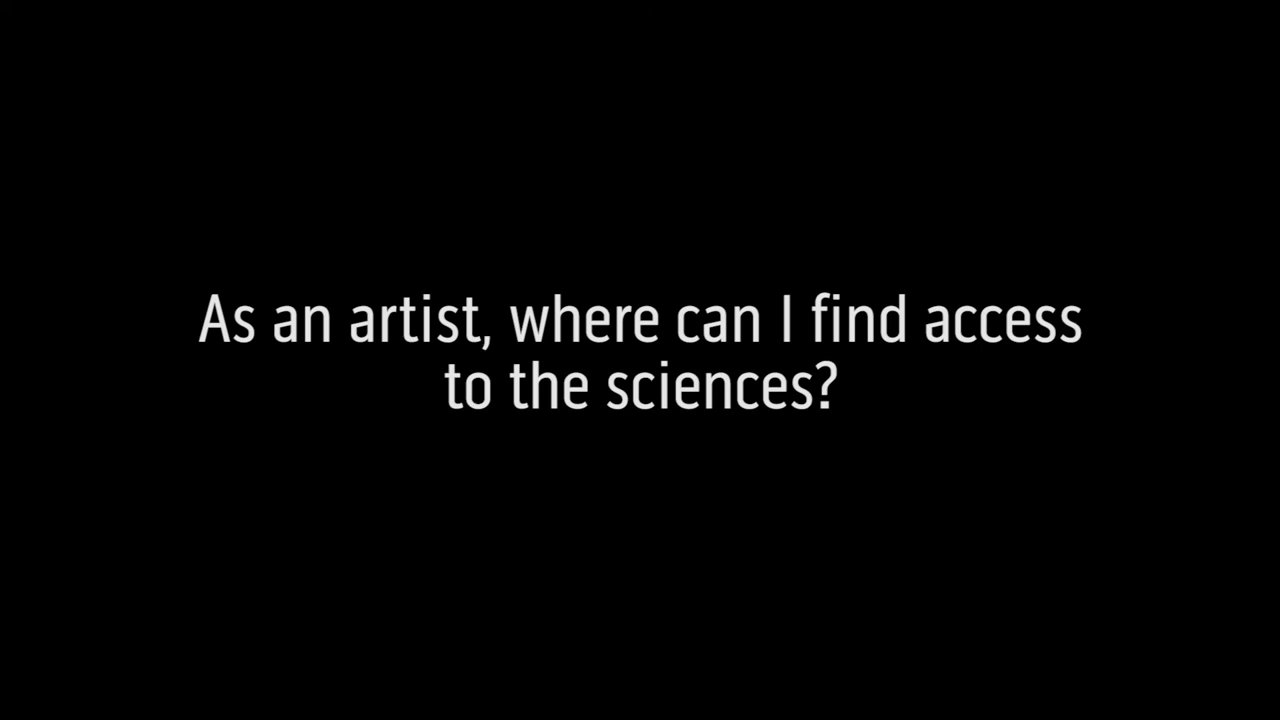 As an artist, where can I find access
to the sciences?